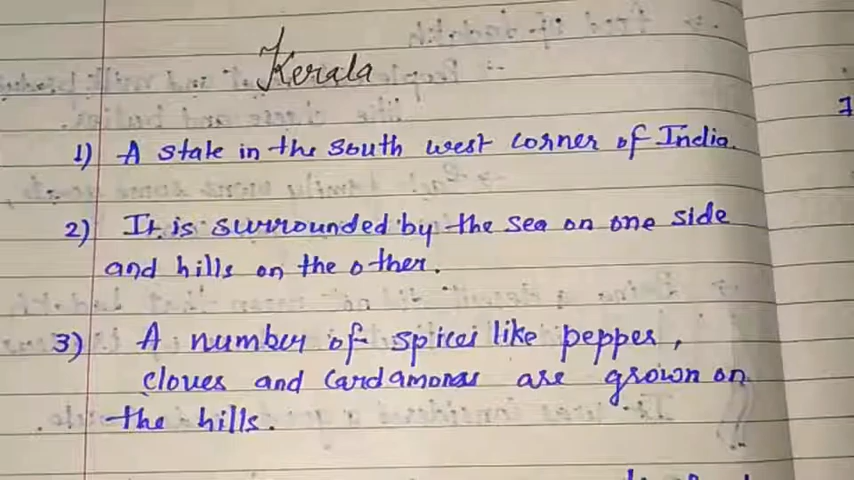 Kerala
1) A state in the south west corner of India.
2) It is surrounded by the sea on one side
and hills on the other.
3) A number of spices like pepper,
cloves and cardamoms are grown on
the hills.